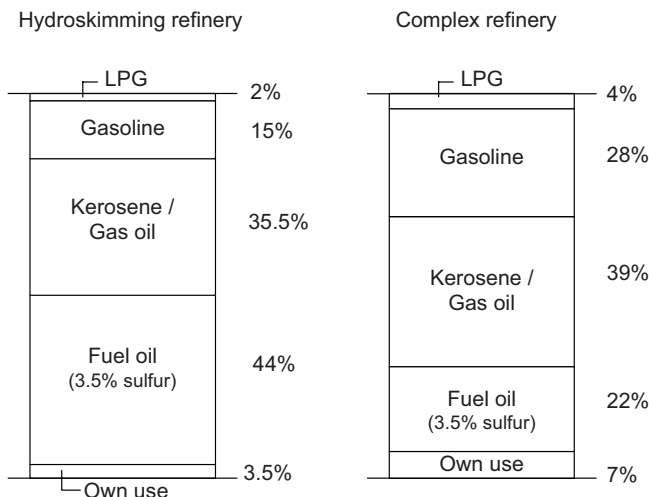 Hydroskimming refinery
LPG
2%
Gasoline
15%
Kerosene /
Gas oil
35.5%
Fuel oil
(3.5% sulfur)
44%
3.5%
Own use
Complex refinery
LPG
4%
Gasoline
28%
Kerosene /
Gas oil
39%
Fuel oil
(3.5% sulfur)
22%
Own use
7%